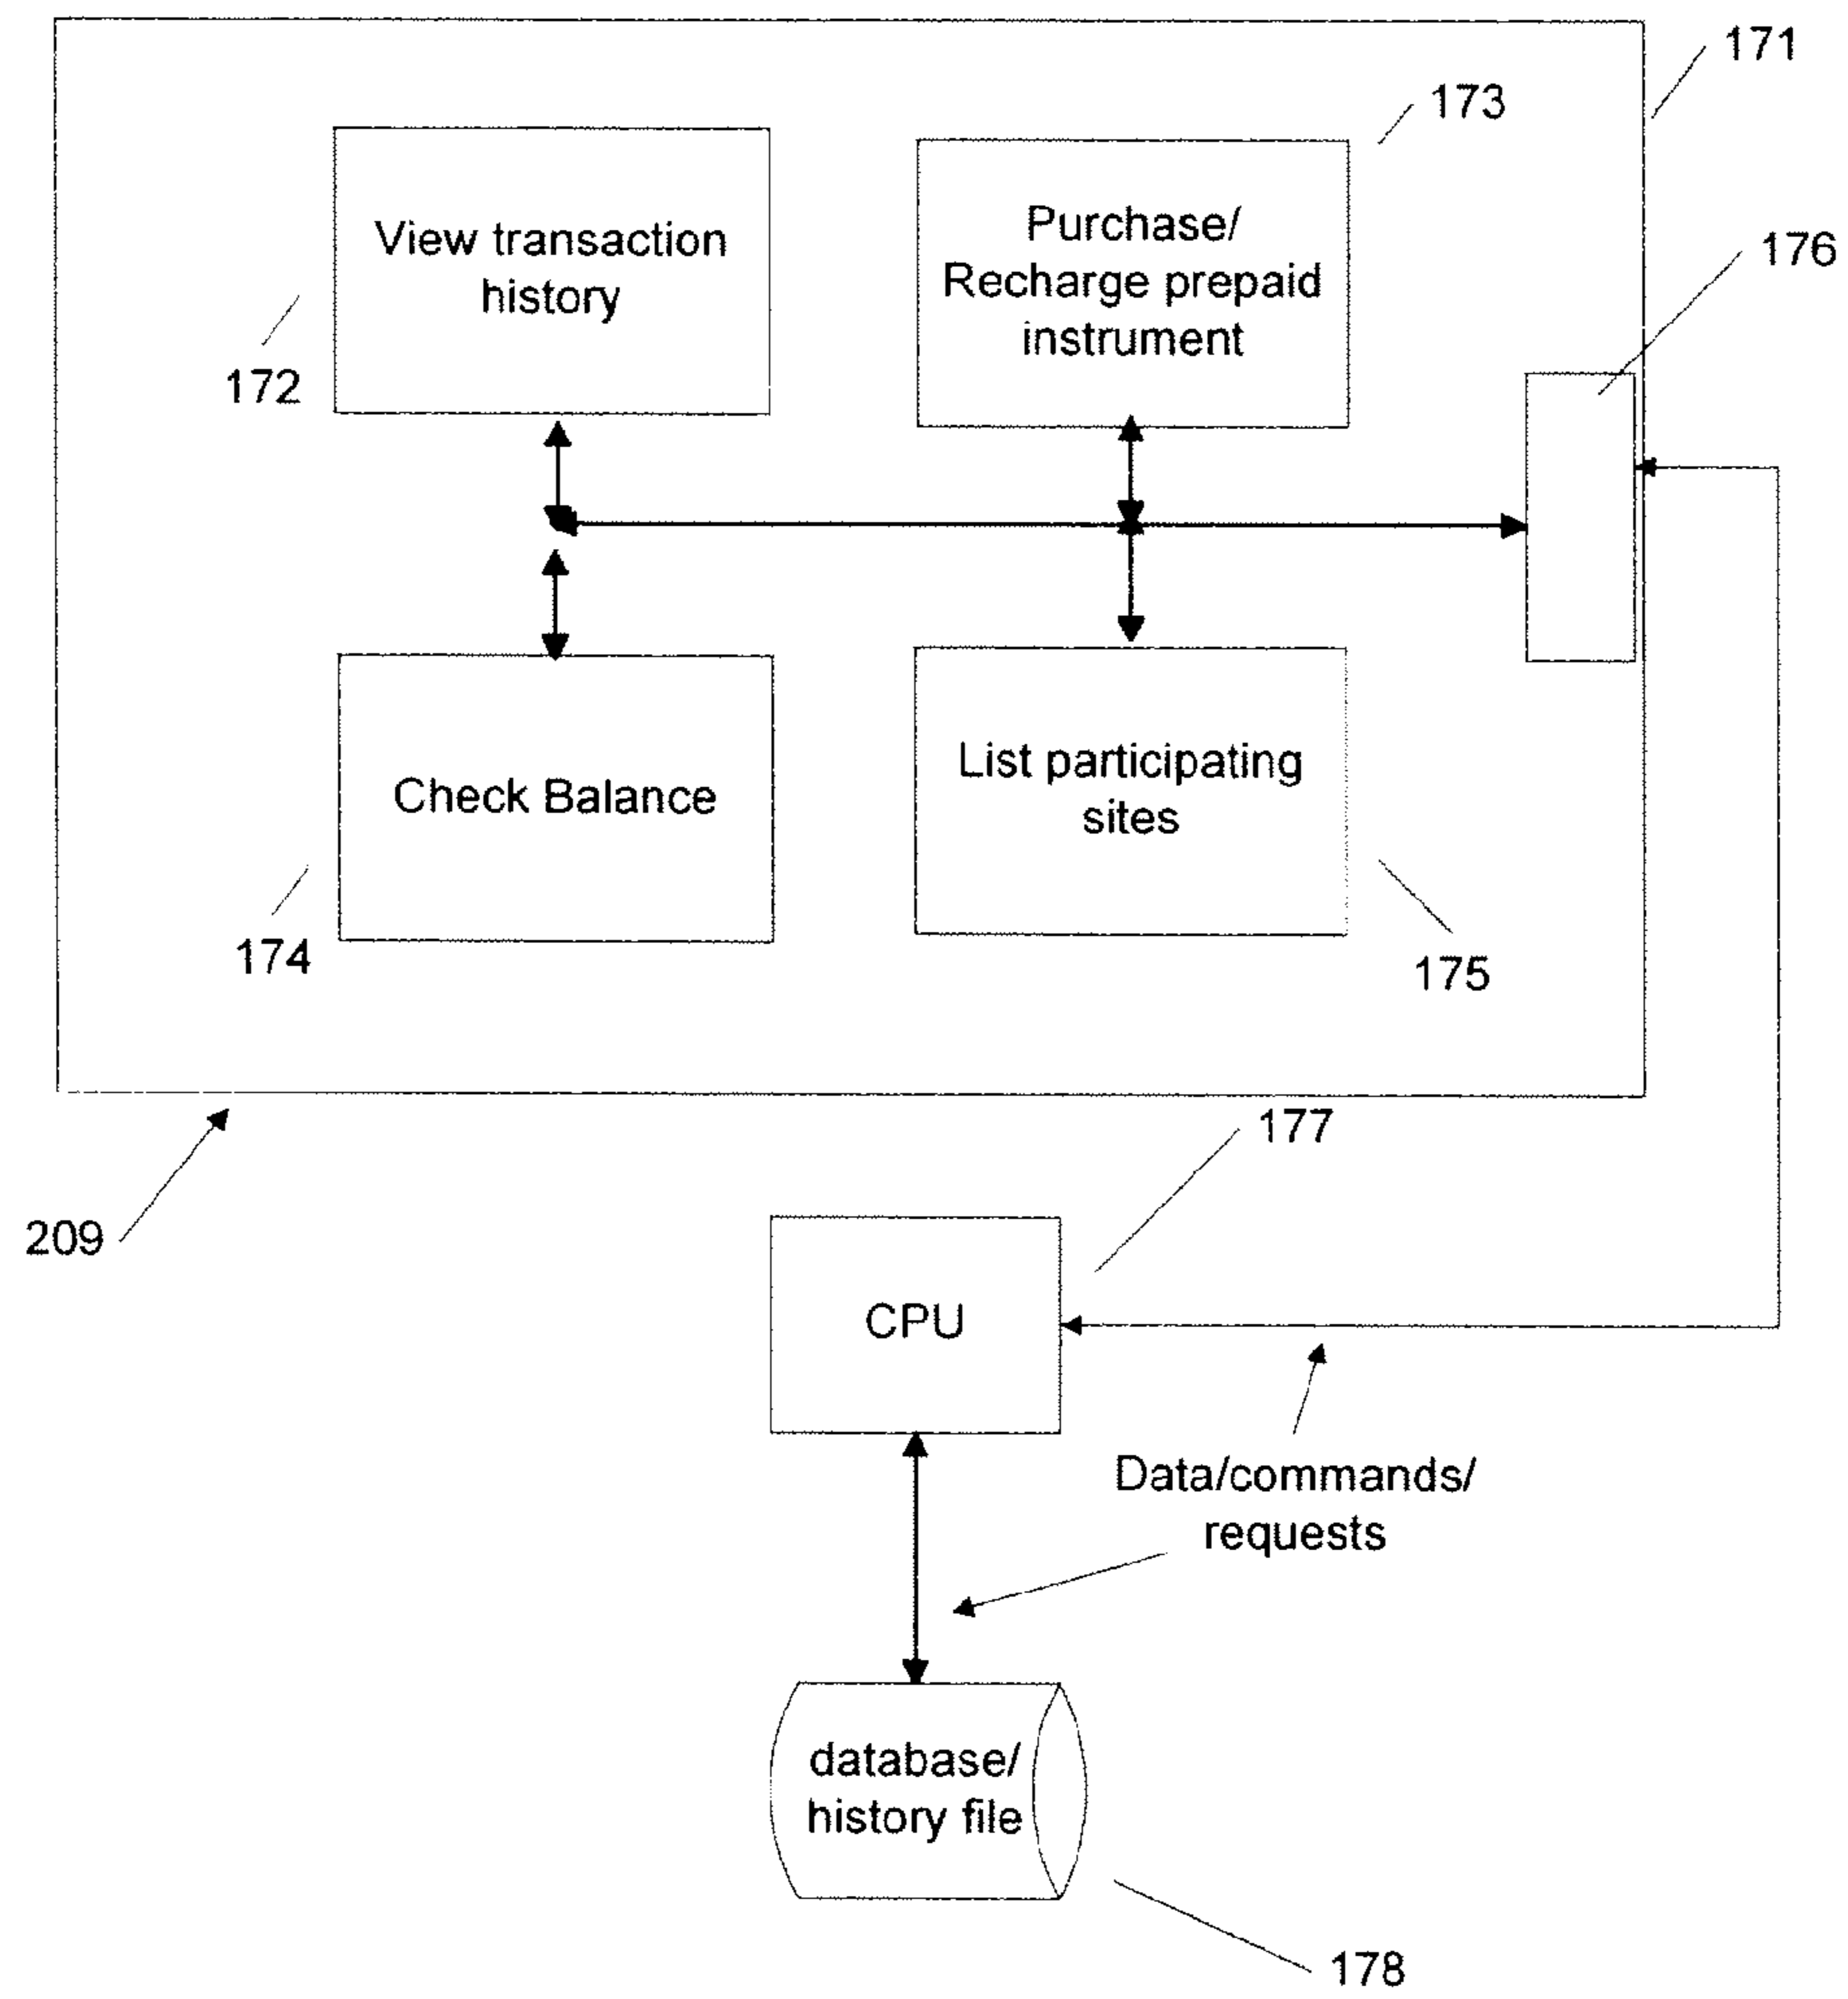 171
173
View transaction
history
Purchase/
Recharge prepaid
instrument
176
172
Check Balance
List participating
sites
174
175
177
209
CPU
Data/commands/
requests
database/
history file
178